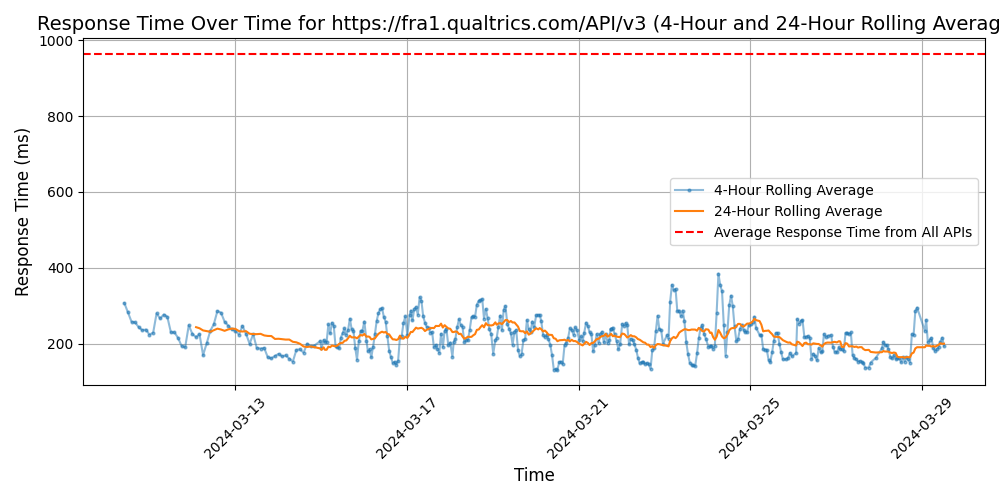 Response Time Over Time for https://fra1.qualtrics.com/API/v3 (4-Hour and 24-Hour Rolling Averag
1000
800
600
400
200
Response Time (ms)
4-Hour Rolling Average
24-Hour Rolling Average
Average Response Time from All APIs
2024-03-13
2024-03-17
2024-03-21
2024-03-25
2024-03-29
Time